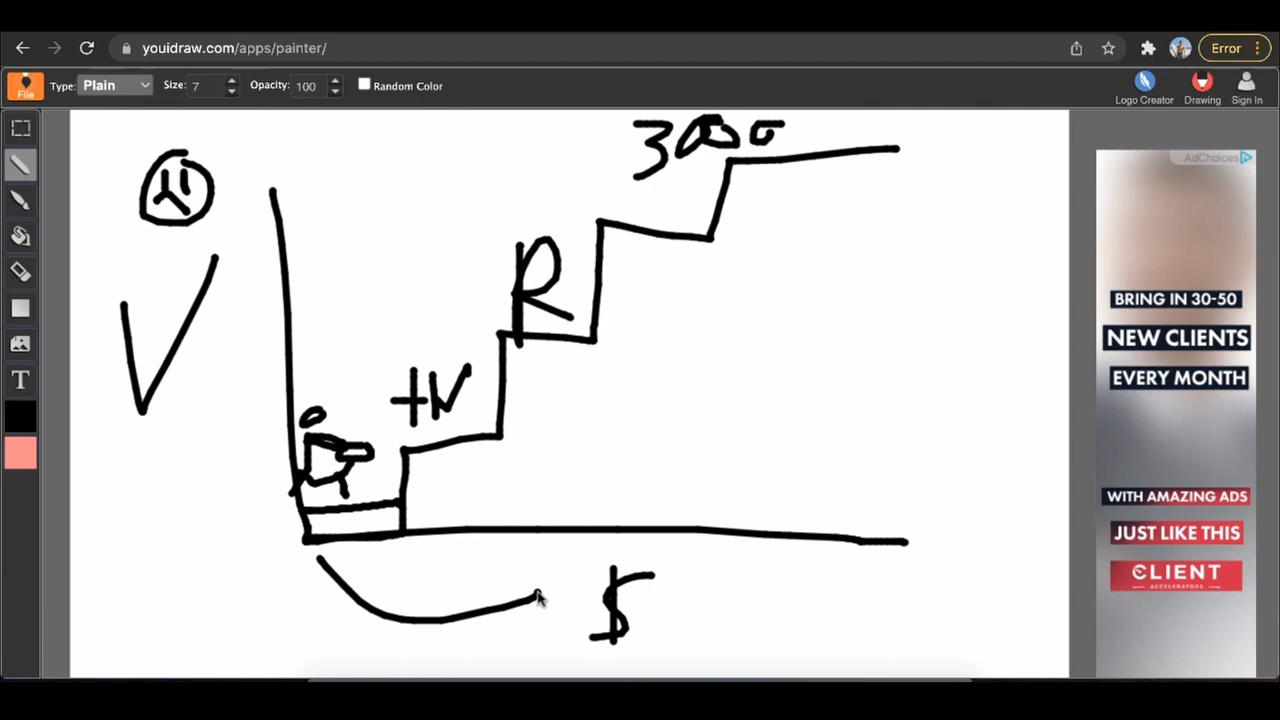 youidraw.com/apps/painter/
Error
File
Type: Plain Size: 7 Opacity: 100 Random Color
Logo Creator Drawing Sign In
3000
R
+W
$
T
AdChoices
BRING IN 30-50
NEW CLIENTS
EVERY MONTH
WITH AMAZING ADS
JUST LIKE THIS
CLIENT
ACCELERATORS